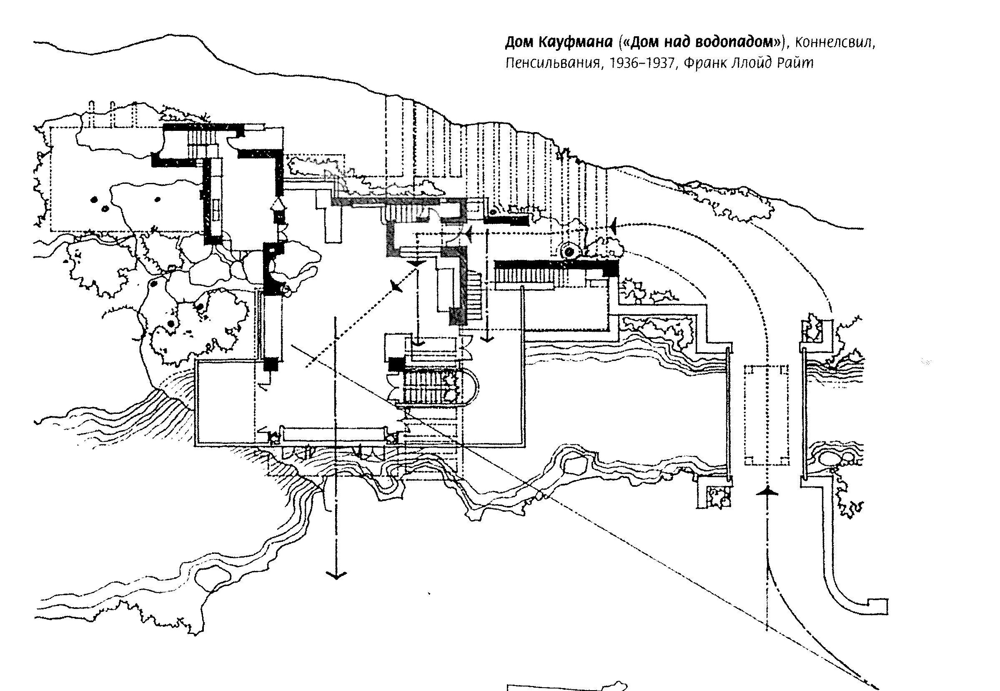 Дом Кауфмана («Дом над водопадом»), Коннелсвил,
Пенсильвания, 1936–1937, Франк Ллойд Райт